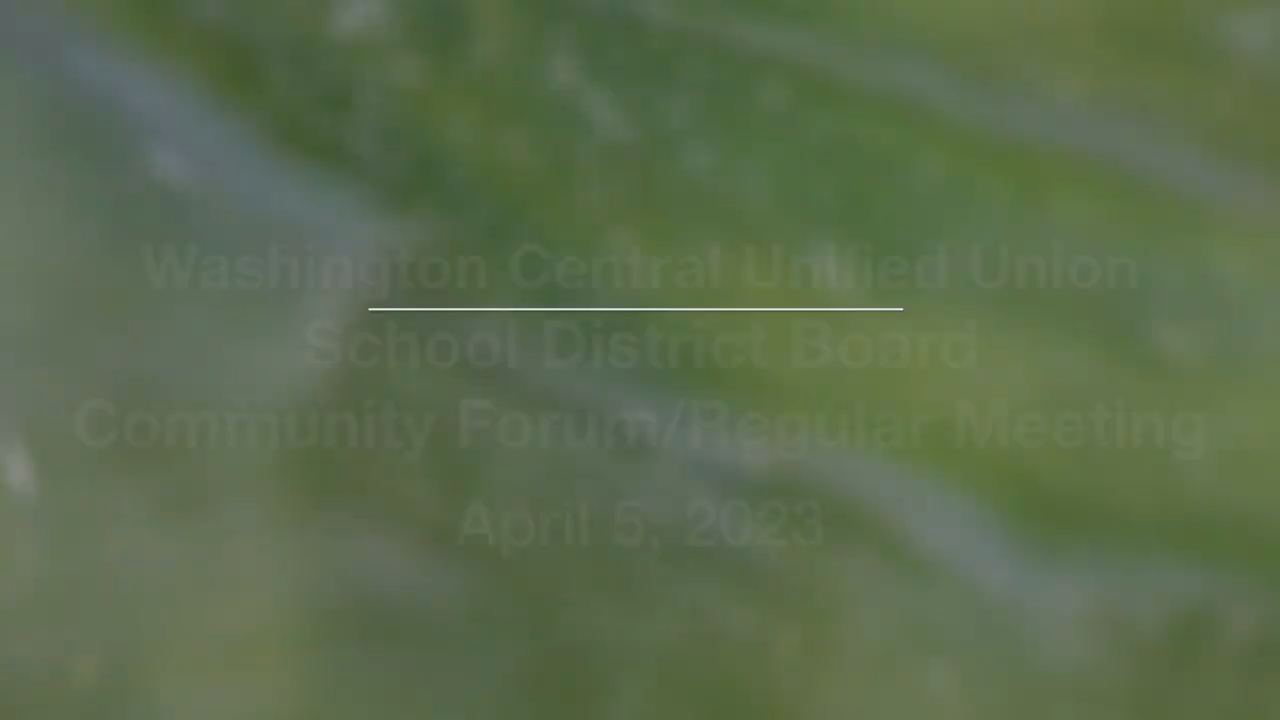 Washington Central Unified Union
School District Board
Community Forum/Regular Meeting
April 5, 2023